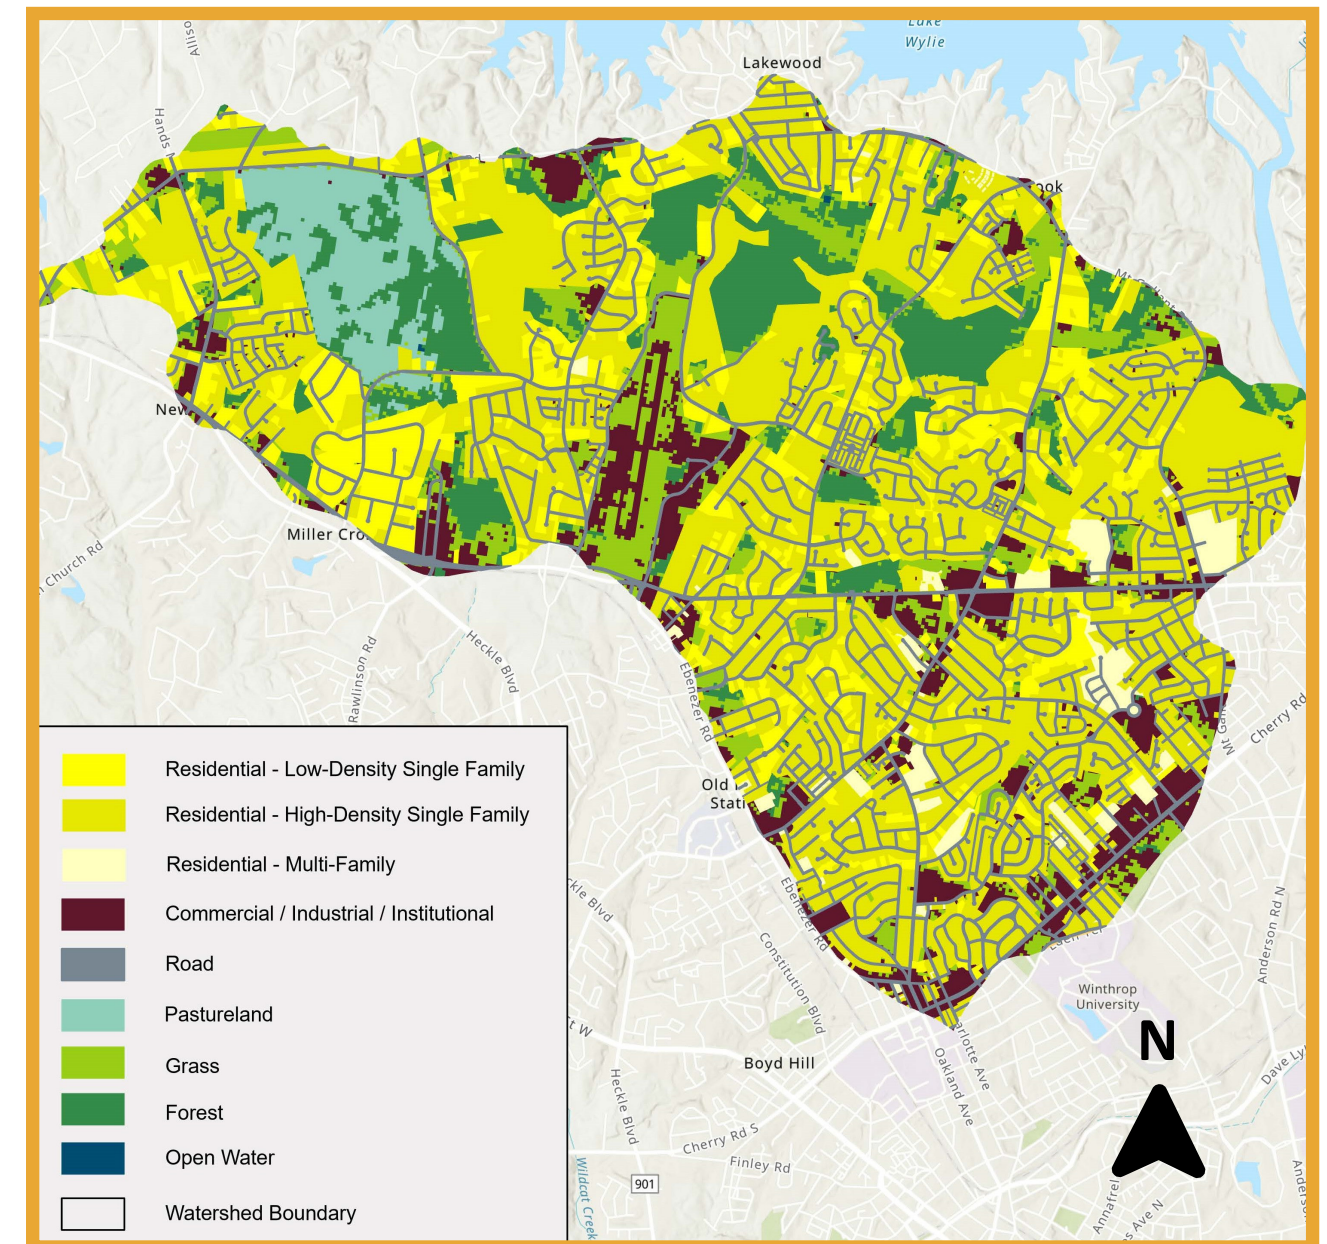 Lake
Wylie
Lakewood
Hands
New
Miller Cro
Church Rd
Rawlinson Rd
Heckle Blvd
Ebenezer Rd
Cherry Rd
Old
Stati
Residential - Low-Density Single Family
Residential - High-Density Single Family
Residential - Multi-Family
Commercial / Industrial / Institutional
Road
Pastureland
Grass
Forest
Open Water
Watershed Boundary
Ebenezer Rd
Constitution Blvd
Winthrop
University
Anderson Rd N
N
Boyd Hill
Oakland Ave
Heckle Blvd
Cherry Rd S
Finley Rd
901
Wildcat Creek